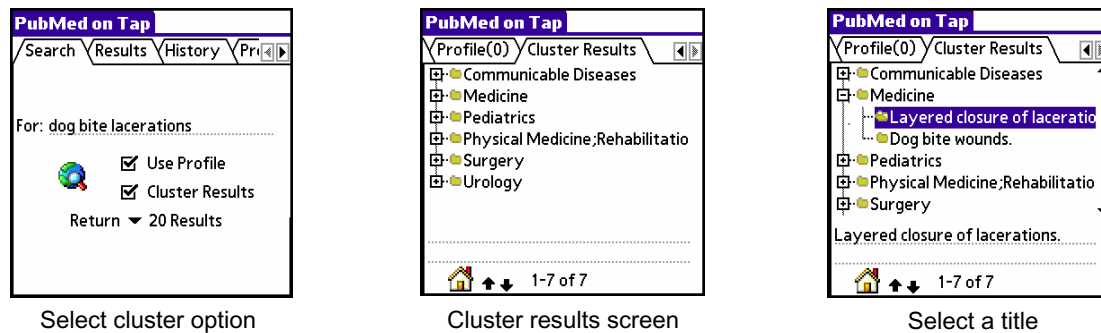 PubMed on Tap
Search Results History Pr
For: dog bite lacerations
Use Profile
Cluster Results
Return 20 Results
Select cluster option
PubMed on Tap
Profile(0) Cluster Results
Communicable Diseases
Medicine
Pediatrics
Physical Medicine;Rehabilitatio
Surgery
Urology
1-7 of 7
Cluster results screen
PubMed on Tap
Profile(0) Cluster Results
Communicable Diseases
Medicine
Layered closure of laceratio
Dog bite wounds.
Pediatrics
Physical Medicine;Rehabilitatio
Surgery
Layered closure of lacerations.
1-7 of 7
Select a title